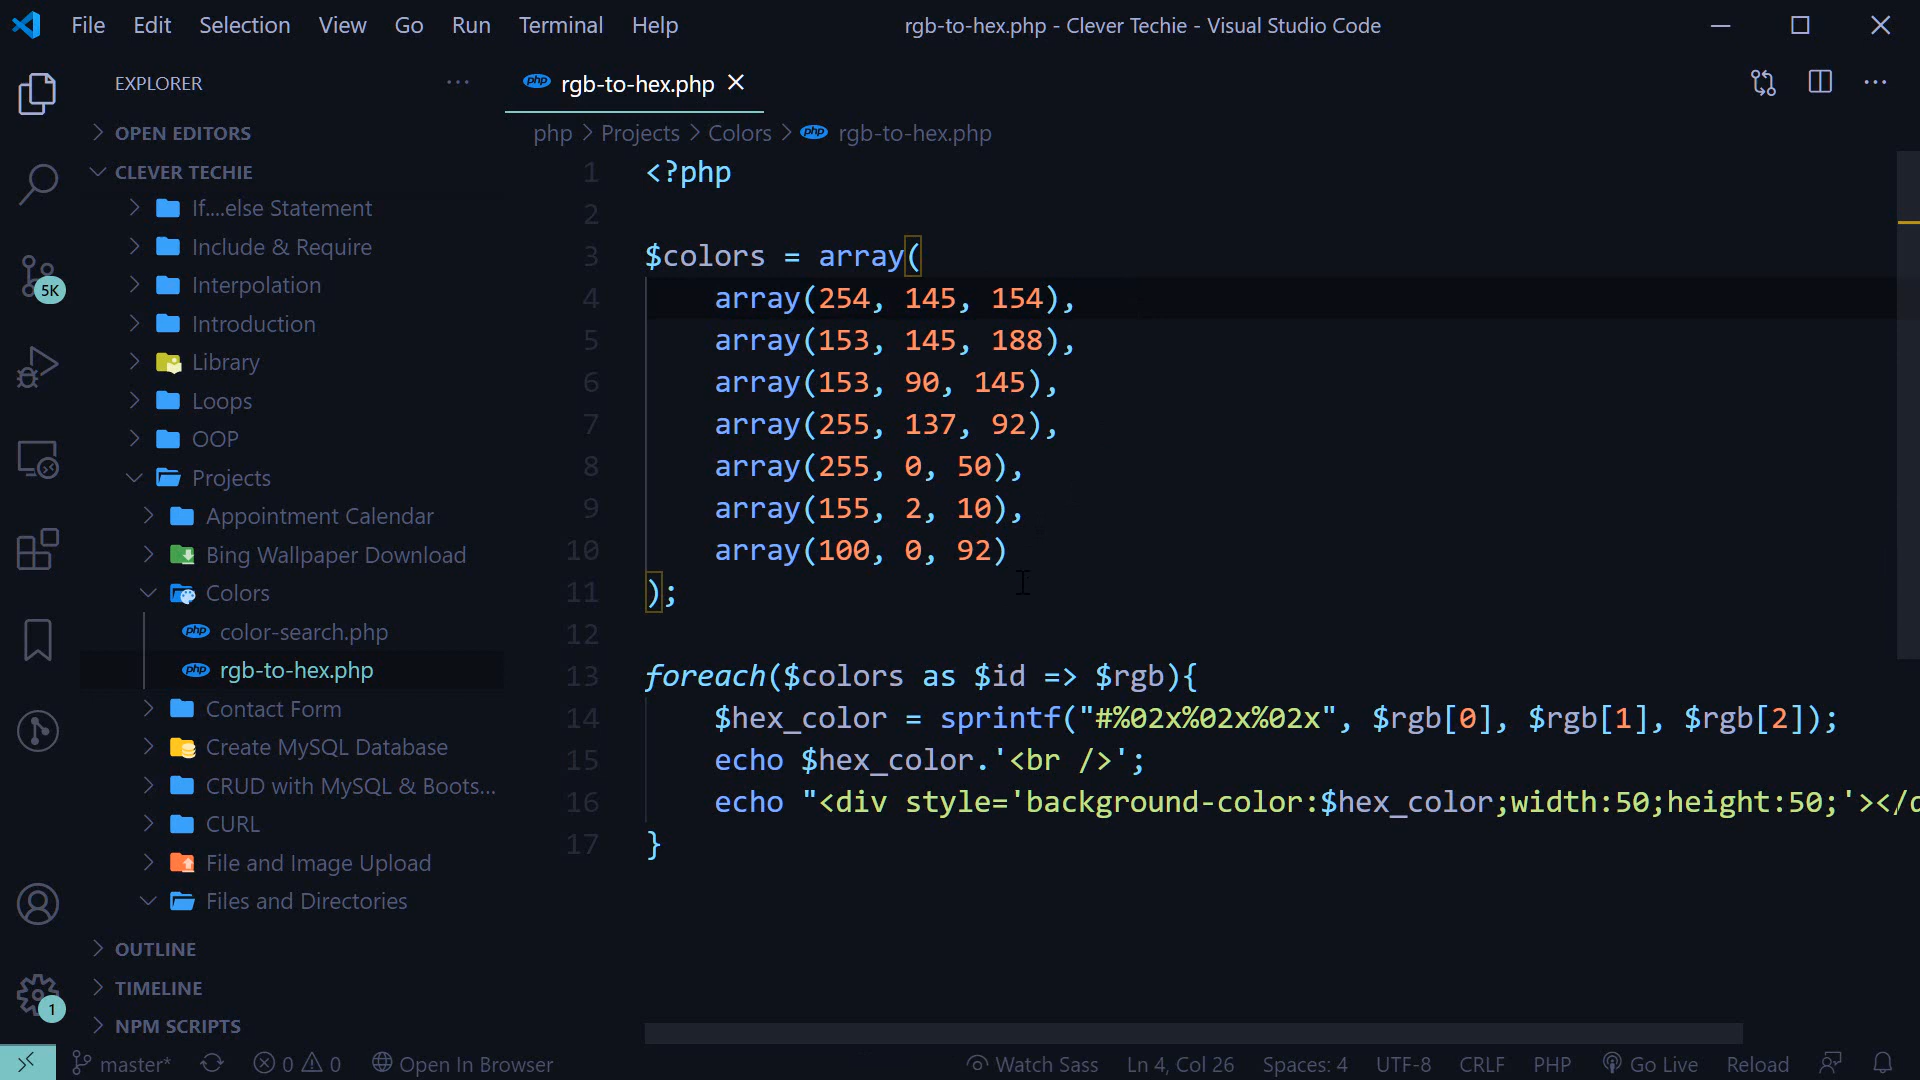 File Edit Selection View Go Run Terminal Help
rgb-to-hex.php - Clever Techie - Visual Studio Code
EXPLORER
OPEN EDITORS
CLEVER TECHIE
If....else Statement
Include & Require
Interpolation
Introduction
Library
Loops
OOP
Projects
Appointment Calendar
Bing Wallpaper Download
Colors
color-search.php
rgb-to-hex.php
Contact Form
Create MySQL Database
CRUD with MySQL & Boots...
CURL
File and Image Upload
Files and Directories
OUTLINE
TIMELINE
NPM SCRIPTS
5K
1
php rgb-to-hex.php
php > Projects > Colors > php rgb-to-hex.php
1 <?php
2
3 $colors = array(
4     array(254, 145, 154),
5     array(153, 145, 188),
6     array(153, 90, 145),
7     array(255, 137, 92),
8     array(255, 0, 50),
9     array(155, 2, 10),
10     array(100, 0, 92)
11 );
12
13 foreach($colors as $id => $rgb){
14     $hex_color = sprintf("#%02x%02x%02x", $rgb[0], $rgb[1], $rgb[2]);
15     echo $hex_color.'<br />';
16     echo "<div style='background-color:$hex_color;width:50;height:50;'></
17 }
master* 0 0 Open In Browser Watch Sass Ln 4, Col 26 Spaces: 4 UTF-8 CRLF PHP Go Live Reload